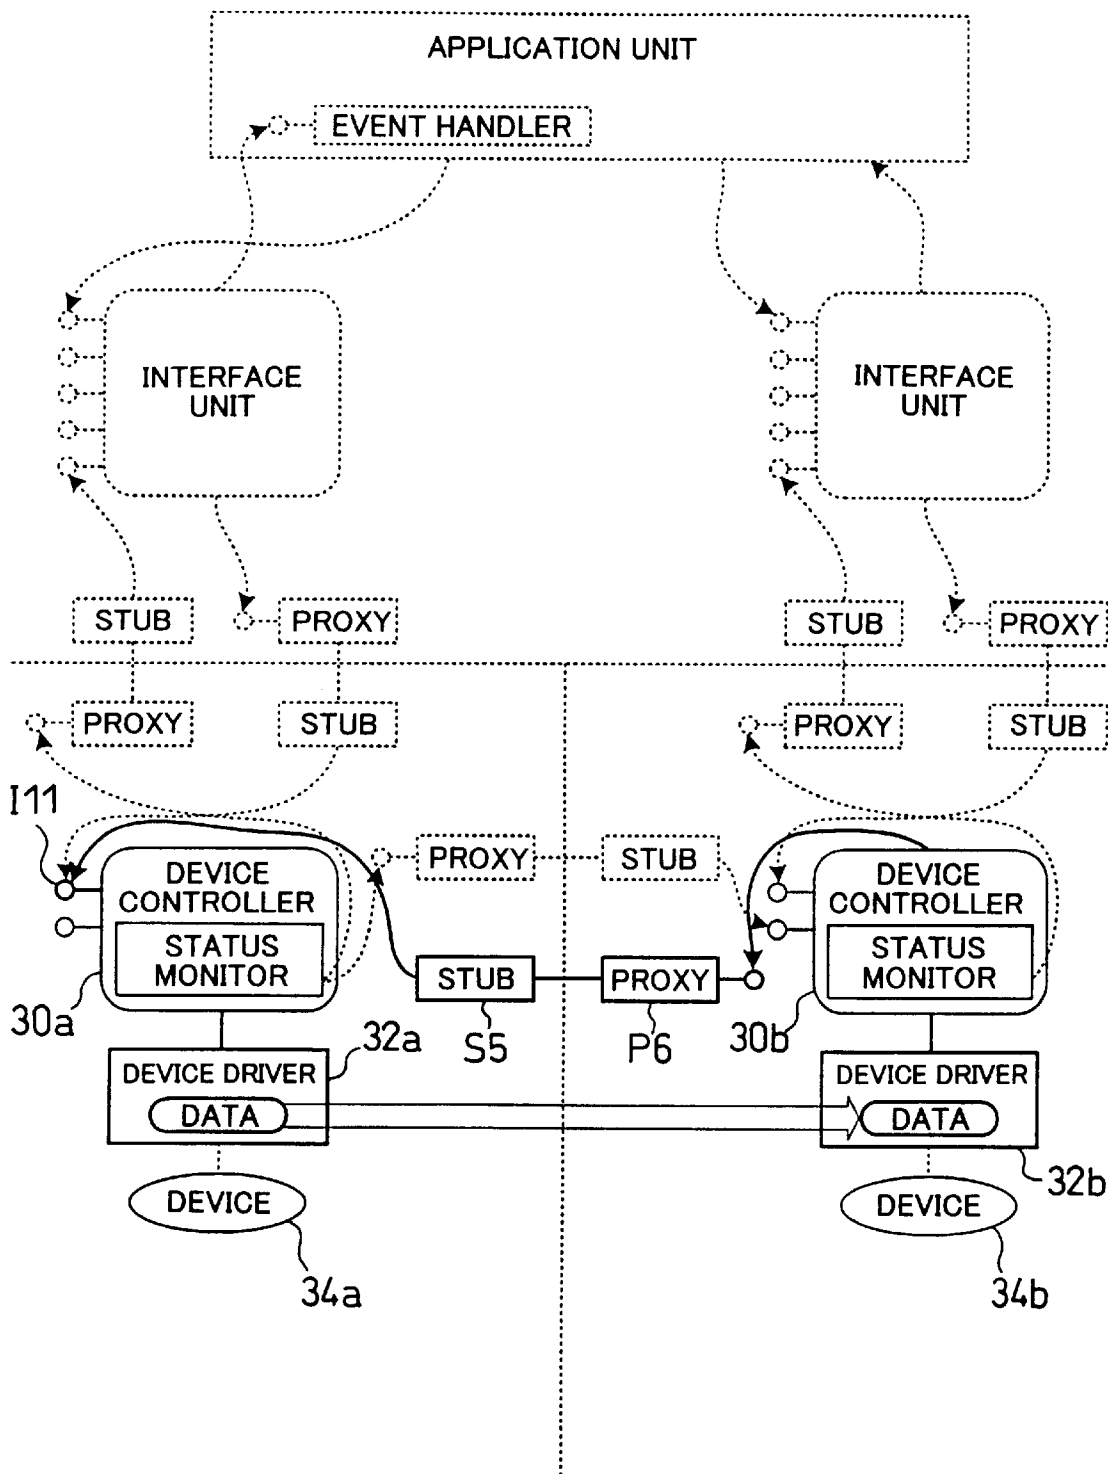 APPLICATION UNIT
EVENT HANDLER
INTERFACE
UNIT
INTERFACE
UNIT
STUB
PROXY
STUB
PROXY
PROXY
STUB
PROXY
STUB
I11
DEVICE
CONTROLLER
STATUS
MONITOR
PROXY
STUB
DEVICE
CONTROLLER
STATUS
MONITOR
STUB
PROXY
30a
32a
S5
P6
30b
DEVICE DRIVER
DATA
DEVICE DRIVER
DATA
32b
DEVICE
DEVICE
34a
34b